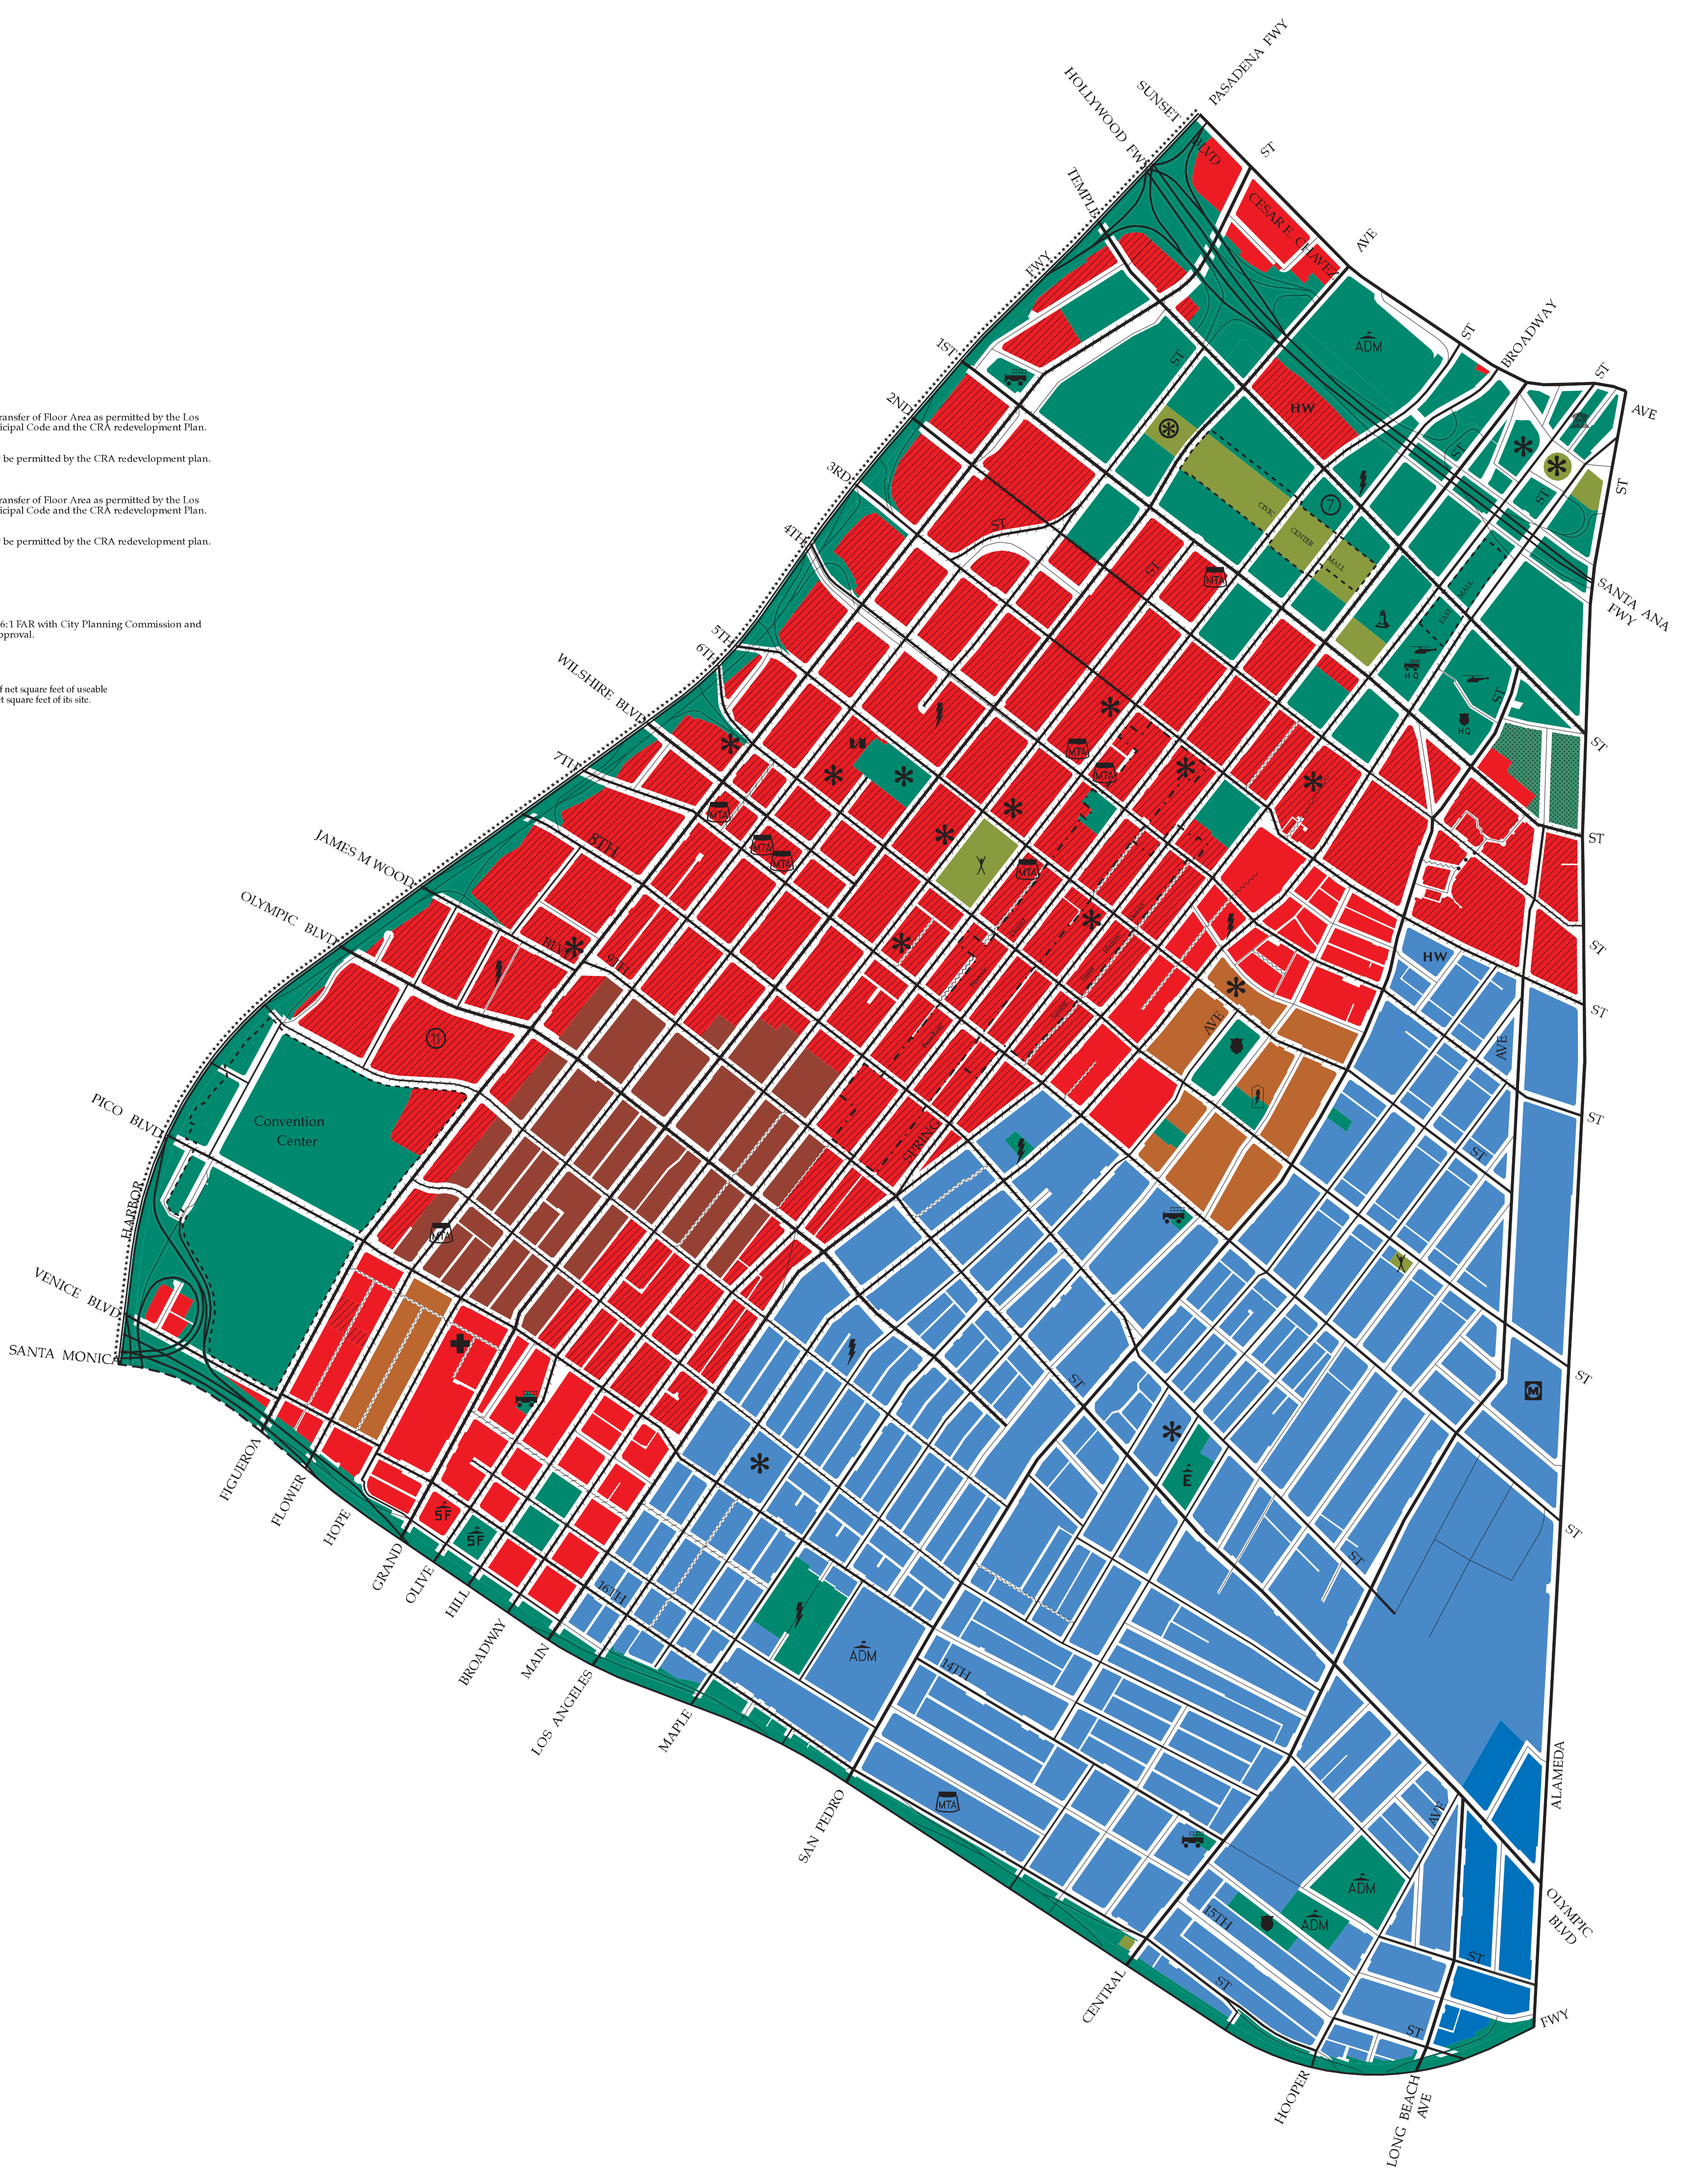 PASADENA FWY
SUNSET
BLVD
HOLLYWOOD FWY
ST
TEMPLE
CESAR E. CHAVEZ
AVE
FWY
ADM
ST
BROADWAY
1ST
ST
ST
AVE
2ND
HW
ransfer of Floor Area as permitted by the Los
icipal Code and the CRA redevelopment Plan.
be permitted by the CRA redevelopment plan.
ransfer of Floor Area as permitted by the Los
icipal Code and the CRA redevelopment Plan.
be permitted by the CRA redevelopment plan.
6:1 FAR with City Planning Commission and
pproval.
f net square feet of useable
t square feet of its site.
3RD
ST
ST
ST
7
CIVIC
CENTER
MALL
4TH
ST
ST
MTA
EAST
MALL
SANTA ANA
FWY
5TH
6TH
HQ
ST
HQ
WILSHIRE BLVD
ST
MTA
MTA
7TH
MTA
MTA
MTA
MTA
8TH
ST
JAMES M WOOD
OLYMPIC BLVD
BLVD
9TH
HW
ST
ST
11
AVE
AVE
Convention
Center
PICO BLVD
SPRING
ST
ST
HARBOR
MTA
VENICE BLVD
SANTA MONICA
ST
ST
M
FIGUEROA
FLOWER
HOPE
GRAND
OLIVE
HILL
BROADWAY
MAIN
LOS ANGELES
MAPLE
SF
SF
E
ST
ST
16TH
ADM
14TH
MTA
SAN PEDRO
ALAMEDA
AVE
ADM
ADM
15TH
OLYMPIC
BLVD
ST
ST
CENTRAL
ST
FWY
HOOPER
LONG BEACH
AVE